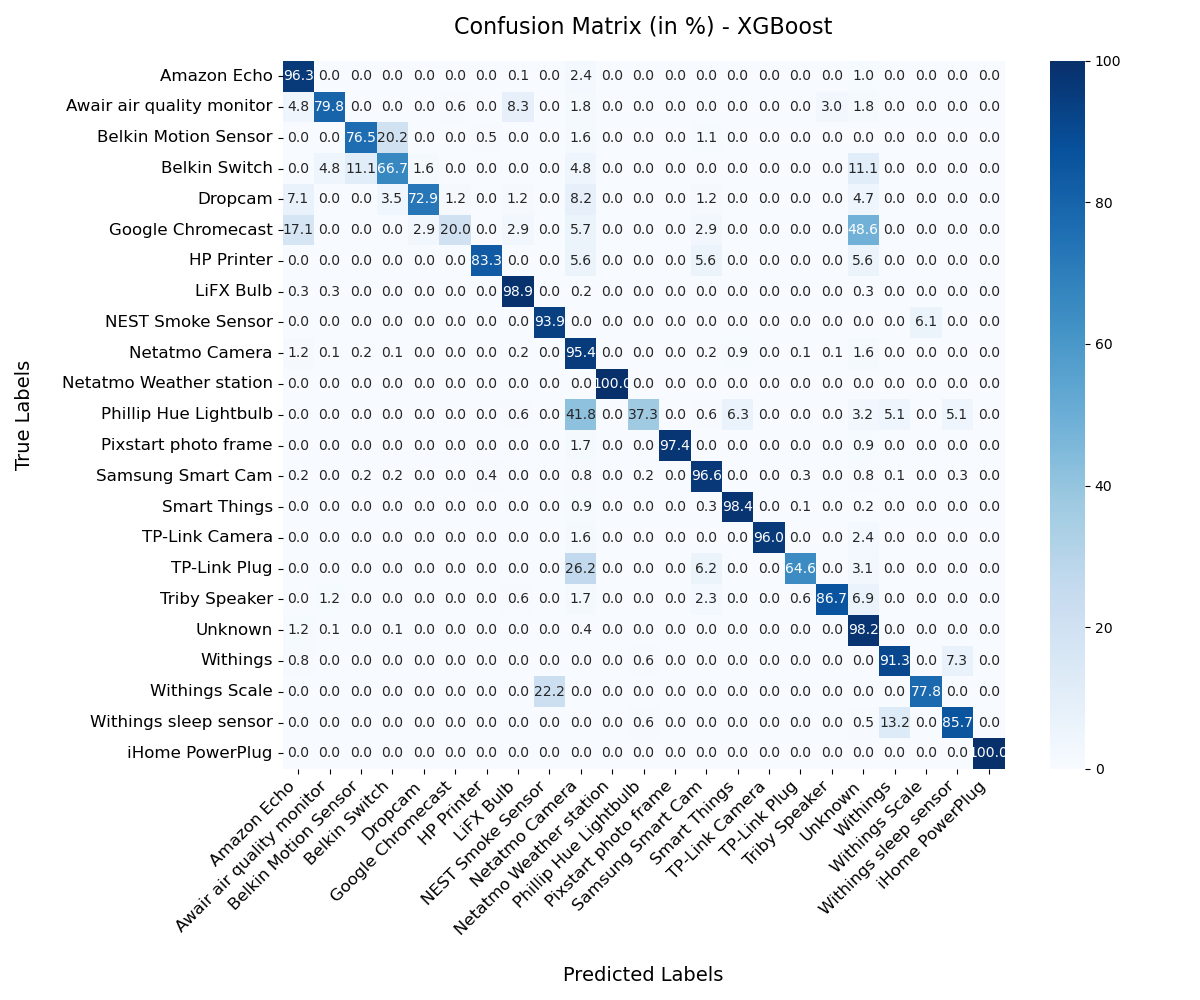 Confusion Matrix (in %) - XGBoost
Amazon Echo 96.3 0.0 0.0 0.0 0.0 0.0 0.0 0.1 0.0 2.4 0.0 0.0 0.0 0.0 0.0 0.0 0.0 0.0 1.0 0.0 0.0 0.0 0.0
Awair air quality monitor 4.8 79.8 0.0 0.0 0.0 0.6 0.0 8.3 0.0 1.8 0.0 0.0 0.0 0.0 0.0 0.0 0.0 3.0 1.8 0.0 0.0 0.0 0.0
Belkin Motion Sensor 0.0 0.0 76.5 20.2 0.0 0.0 0.5 0.0 0.0 1.6 0.0 0.0 0.0 1.1 0.0 0.0 0.0 0.0 0.0 0.0 0.0 0.0 0.0
Belkin Switch 0.0 4.8 11.1 66.7 1.6 0.0 0.0 0.0 0.0 4.8 0.0 0.0 0.0 0.0 0.0 0.0 0.0 0.0 11.1 0.0 0.0 0.0 0.0
Dropcam 7.1 0.0 0.0 3.5 72.9 1.2 0.0 1.2 0.0 8.2 0.0 0.0 0.0 1.2 0.0 0.0 0.0 0.0 4.7 0.0 0.0 0.0 0.0
Google Chromecast 17.1 0.0 0.0 0.0 2.9 20.0 0.0 2.9 0.0 5.7 0.0 0.0 0.0 2.9 0.0 0.0 0.0 0.0 48.6 0.0 0.0 0.0 0.0
HP Printer 0.0 0.0 0.0 0.0 0.0 0.0 83.3 0.0 0.0 5.6 0.0 0.0 0.0 5.6 0.0 0.0 0.0 0.0 5.6 0.0 0.0 0.0 0.0
LiFX Bulb 0.3 0.3 0.0 0.0 0.0 0.0 0.0 98.9 0.0 0.2 0.0 0.0 0.0 0.0 0.0 0.0 0.0 0.0 0.3 0.0 0.0 0.0 0.0
NEST Smoke Sensor 0.0 0.0 0.0 0.0 0.0 0.0 0.0 0.0 93.9 0.0 0.0 0.0 0.0 0.0 0.0 0.0 0.0 0.0 0.0 0.0 6.1 0.0 0.0
Netatmo Camera 1.2 0.1 0.2 0.1 0.0 0.0 0.0 0.2 0.0 95.4 0.0 0.0 0.0 0.2 0.9 0.0 0.1 0.1 1.6 0.0 0.0 0.0 0.0
Netatmo Weather station 0.0 0.0 0.0 0.0 0.0 0.0 0.0 0.0 0.0 0.0 100.0 0.0 0.0 0.0 0.0 0.0 0.0 0.0 0.0 0.0 0.0 0.0 0.0
Phillip Hue Lightbulb 0.0 0.0 0.0 0.0 0.0 0.0 0.0 0.6 0.0 41.8 0.0 37.3 0.0 0.6 6.3 0.0 0.0 0.0 3.2 5.1 0.0 5.1 0.0
Pixstart photo frame 0.0 0.0 0.0 0.0 0.0 0.0 0.0 0.0 0.0 1.7 0.0 0.0 97.4 0.0 0.0 0.0 0.0 0.0 0.9 0.0 0.0 0.0 0.0
Samsung Smart Cam 0.2 0.0 0.2 0.2 0.0 0.0 0.4 0.0 0.0 0.8 0.0 0.2 0.0 96.6 0.0 0.0 0.3 0.0 0.8 0.1 0.0 0.3 0.0
Smart Things 0.0 0.0 0.0 0.0 0.0 0.0 0.0 0.0 0.0 0.9 0.0 0.0 0.0 0.3 98.4 0.0 0.1 0.0 0.2 0.0 0.0 0.0 0.0
TP-Link Camera 0.0 0.0 0.0 0.0 0.0 0.0 0.0 0.0 0.0 1.6 0.0 0.0 0.0 0.0 0.0 96.0 0.0 0.0 2.4 0.0 0.0 0.0 0.0
TP-Link Plug 0.0 0.0 0.0 0.0 0.0 0.0 0.0 0.0 0.0 26.2 0.0 0.0 0.0 6.2 0.0 0.0 64.6 0.0 3.1 0.0 0.0 0.0 0.0
Triby Speaker 0.0 1.2 0.0 0.0 0.0 0.0 0.0 0.6 0.0 1.7 0.0 0.0 0.0 2.3 0.0 0.0 0.6 86.7 6.9 0.0 0.0 0.0 0.0
Unknown 1.2 0.1 0.0 0.1 0.0 0.0 0.0 0.0 0.0 0.4 0.0 0.0 0.0 0.0 0.0 0.0 0.0 0.0 98.2 0.0 0.0 0.0 0.0
Withings 0.8 0.0 0.0 0.0 0.0 0.0 0.0 0.0 0.0 0.0 0.0 0.6 0.0 0.0 0.0 0.0 0.0 0.0 0.0 91.3 0.0 7.3 0.0
Withings Scale 0.0 0.0 0.0 0.0 0.0 0.0 0.0 0.0 22.2 0.0 0.0 0.0 0.0 0.0 0.0 0.0 0.0 0.0 0.0 0.0 77.8 0.0 0.0
Withings sleep sensor 0.0 0.0 0.0 0.0 0.0 0.0 0.0 0.0 0.0 0.0 0.0 0.6 0.0 0.0 0.0 0.0 0.0 0.0 0.5 13.2 0.0 85.7 0.0
iHome PowerPlug 0.0 0.0 0.0 0.0 0.0 0.0 0.0 0.0 0.0 0.0 0.0 0.0 0.0 0.0 0.0 0.0 0.0 0.0 0.0 0.0 0.0 0.0 100.0
Amazon Echo
Awair air quality monitor
Belkin Motion Sensor
Belkin Switch
Dropcam
Google Chromecast
HP Printer
LiFX Bulb
NEST Smoke Sensor
Netatmo Camera
Netatmo Weather station
Phillip Hue Lightbulb
Pixstart photo frame
Samsung Smart Cam
Smart Things
TP-Link Camera
TP-Link Plug
Triby Speaker
Unknown
Withings
Withings Scale
Withings sleep sensor
iHome PowerPlug
Predicted Labels
True Labels
100
80
60
40
20
0